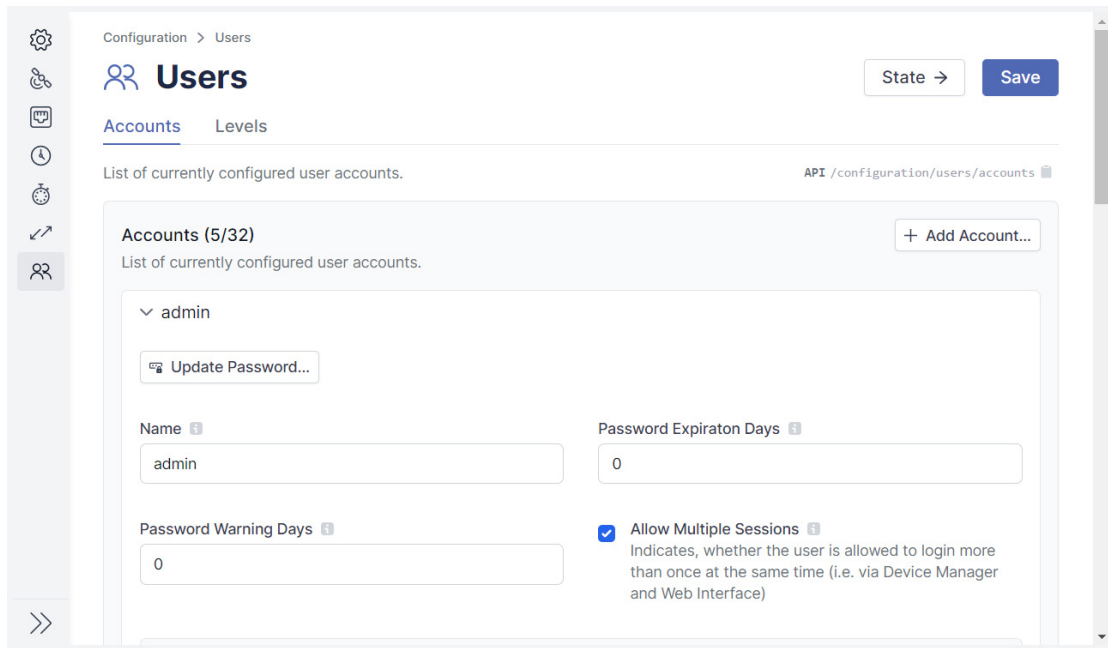 Configuration > Users
Users
State →
Save
Accounts
Levels
List of currently configured user accounts.
API /configuration/users/accounts
Accounts (5/32)
+ Add Account...
List of currently configured user accounts.
admin
Update Password...
Name
Password Expiraton Days
admin
0
Password Warning Days
Allow Multiple Sessions
0
Indicates, whether the user is allowed to login more
than once at the same time (i.e. via Device Manager
and Web Interface)